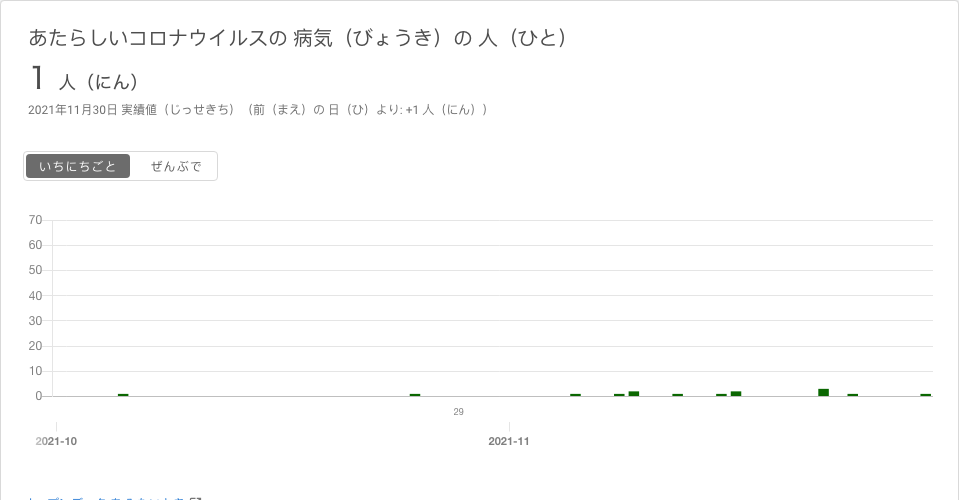 あたらしいコロナウイルスの 病気（びょうき）の 人（ひと）
1 人（にん）
2021年11月30日 実績値（じっせきち）（前（まえ）の 日（ひ）より: +1 人（にん））
いちにちごと ぜんぶで
70
60
50
40
30
20
10
0
29
2021-10 2021-11